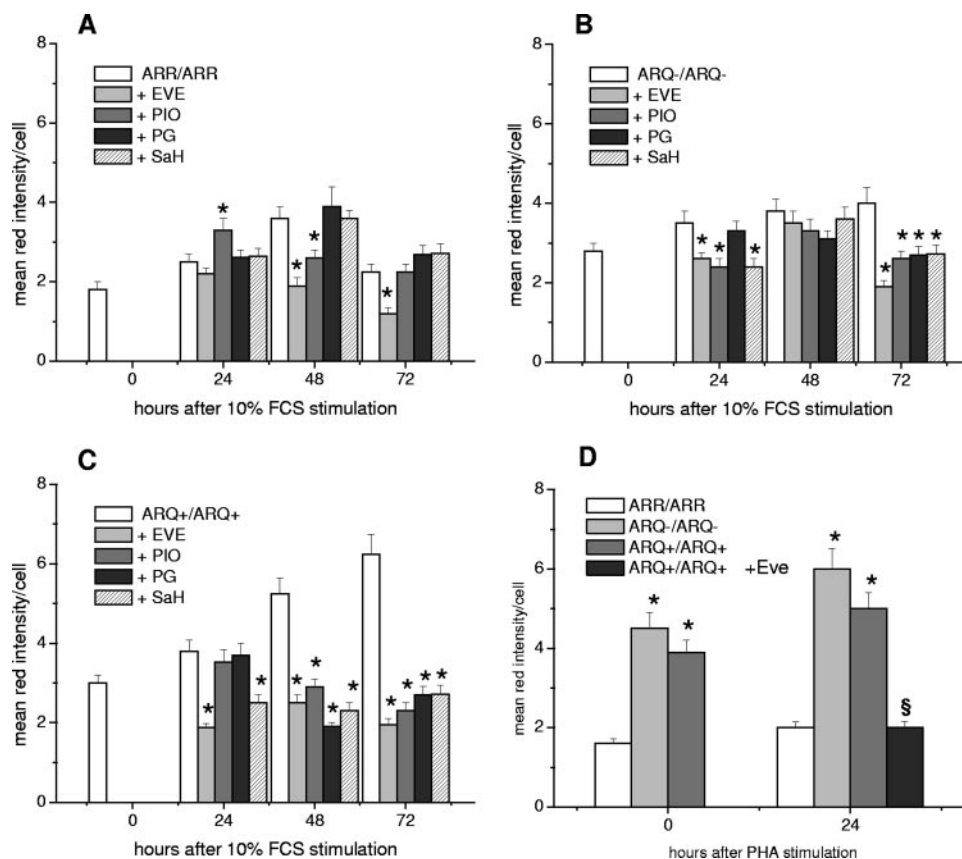 A
mean red intensity/cell
8
6
4
2
0
ARR/ARR
+ EVE
+ PIO
+ PG
+ SaH
*
* *
*
0 24 48 72
hours after 10% FCS stimulation
B
mean red intensity/cell
8
6
4
2
0
ARQ-/ARQ-
+ EVE
+ PIO
+ PG
+ SaH
* * *
* * * *
0 24 48 72
hours after 10% FCS stimulation
C
mean red intensity/cell
8
6
4
2
0
ARQ+/ARQ+
+ EVE
+ PIO
+ PG
+ SaH
* *
* * * *
* * * *
0 24 48 72
hours after 10% FCS stimulation
D
mean red intensity/cell
8
6
4
2
0
ARR/ARR
ARQ-/ARQ-
ARQ+/ARQ+
ARQ+/ARQ+ +Eve
* *
* * §
0 24
hours after PHA stimulation